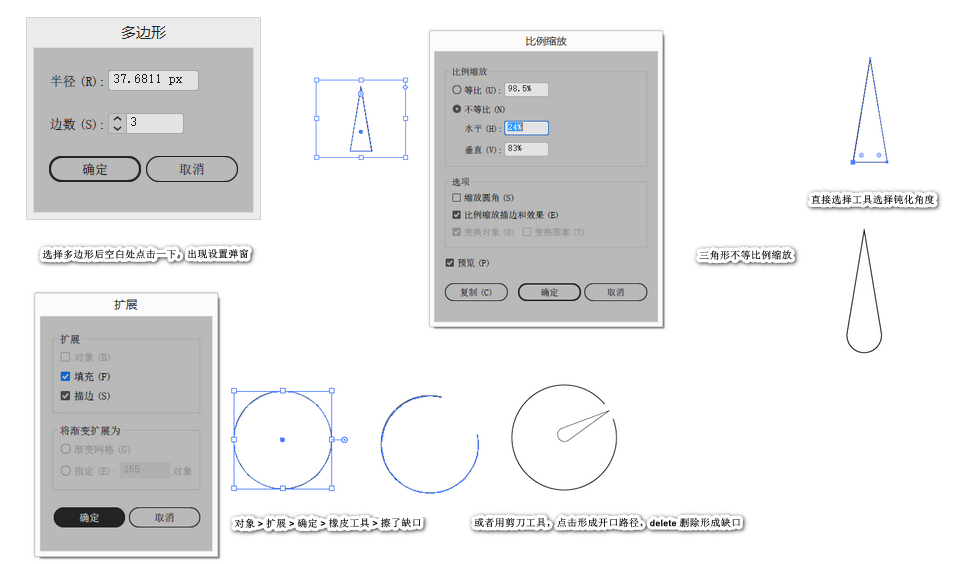 多边形
半径 (R): 37.6811 px
边数 (S): 3
确定 取消
选择多边形后空白处点击一下。出现设置弹窗
比例缩放
比例缩放
等比 (U): 98.5%
不等比 (N)
水平 (H): 24%
垂直 (V): 83%
选项
缩放圆角 (S)
比例缩放描边和效果 (E)
变换对象 (O) 变换图案 (T)
预览 (P)
复制 (C) 确定 取消
直接选择工具选择钝化角度
三角形不等比例缩放
扩展
扩展
对象 (B)
填充 (F)
描边 (S)
将渐变扩展为
渐变网格 (G)
指定 (E): 255 对象
确定 取消
对象 > 扩展 > 确定 > 橡皮工具 > 擦了缺口
或者用剪刀工具，点击形成开口路径，delete 删除形成缺口